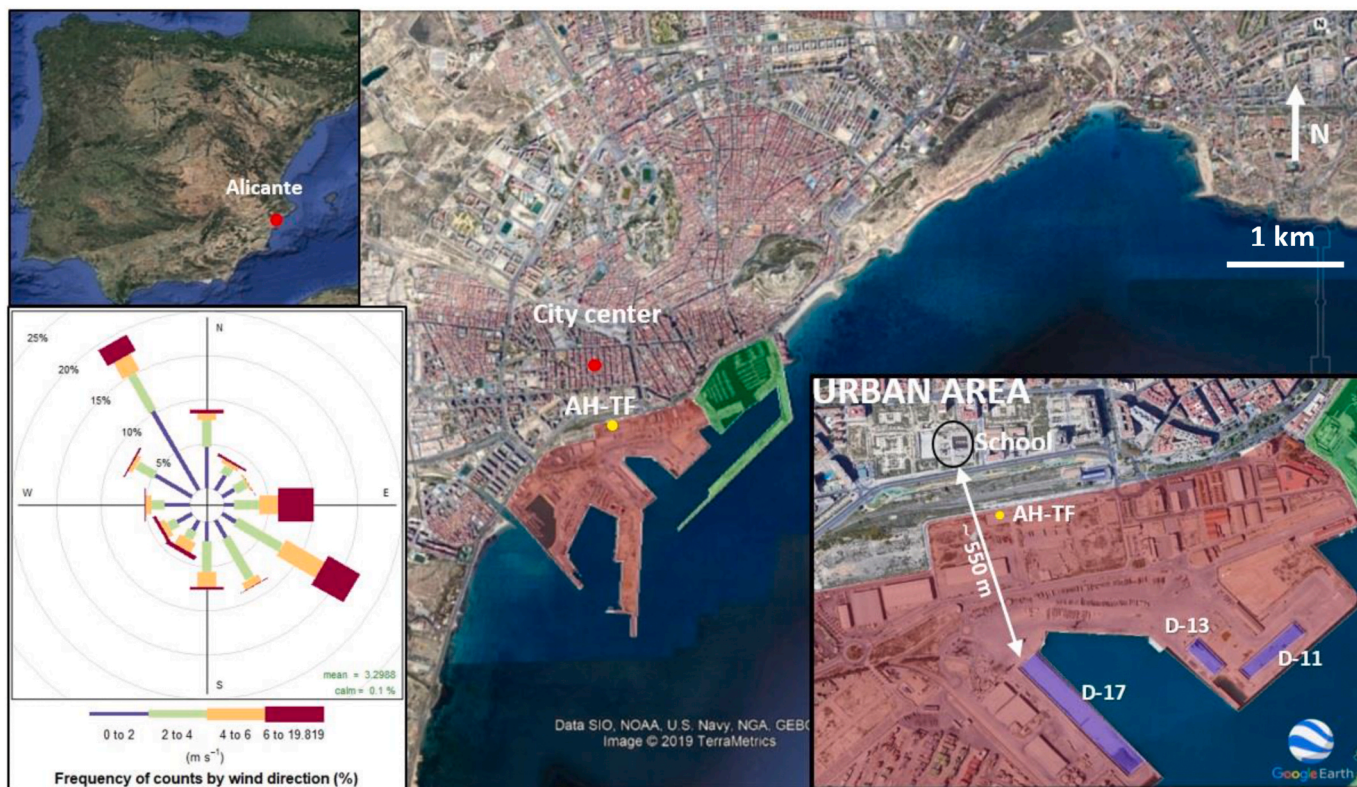 Alicante
N
N
1 km
City center
AH-TF
Data SIO, NOAA, U.S. Navy, NGA, GEBC
Image © 2019 TerraMetrics
25%
20%
15%
10%
5%
N
W
E
S
mean = 3.2988
calm = 0.1 %
0 to 2
2 to 4
4 to 6
6 to 19.819
(m s⁻¹)
Frequency of counts by wind direction (%)
URBAN AREA
School
AH-TF
~ 550 m
D-13
D-11
D-17
Google Earth